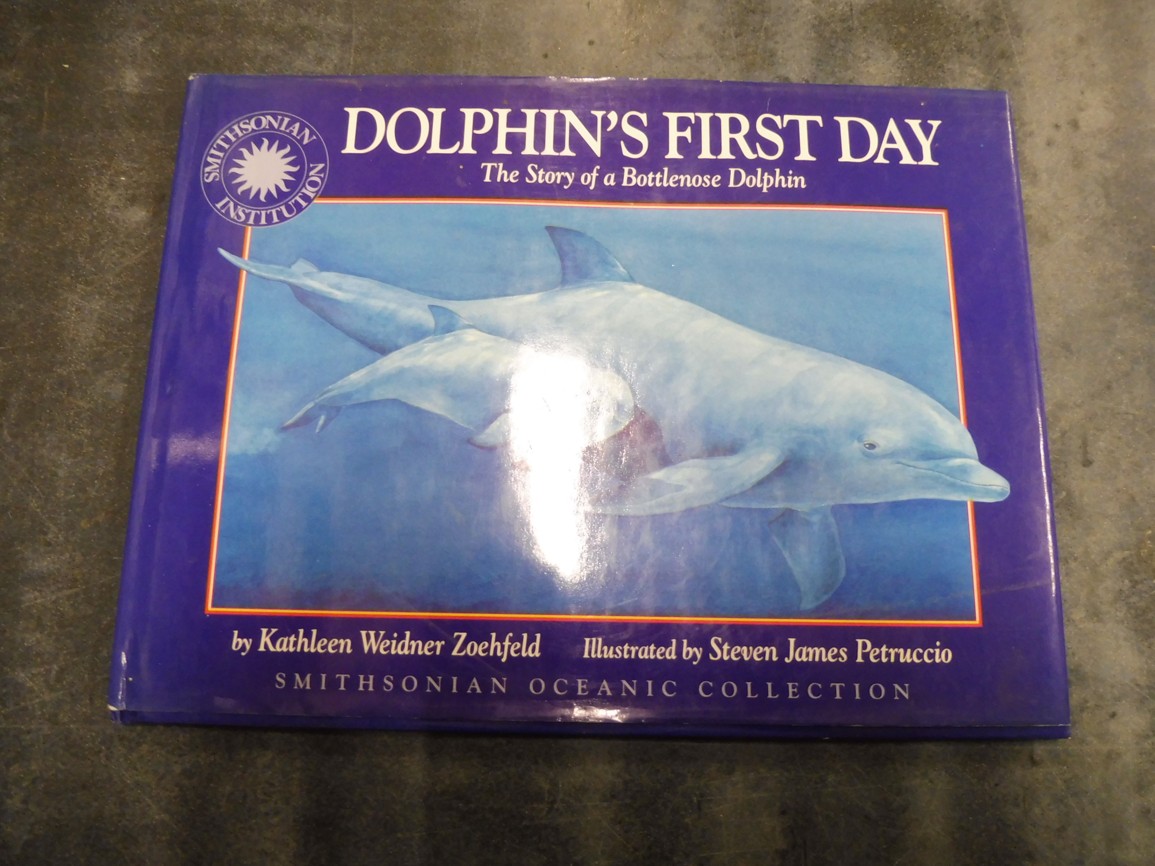 SMITHSONIAN
INSTITUTION
DOLPHIN'S FIRST DAY
The Story of a Bottlenose Dolphin
by Kathleen Weidner Zoehfeld Illustrated by Steven James Petruccio
SMITHSONIAN OCEANIC COLLECTION